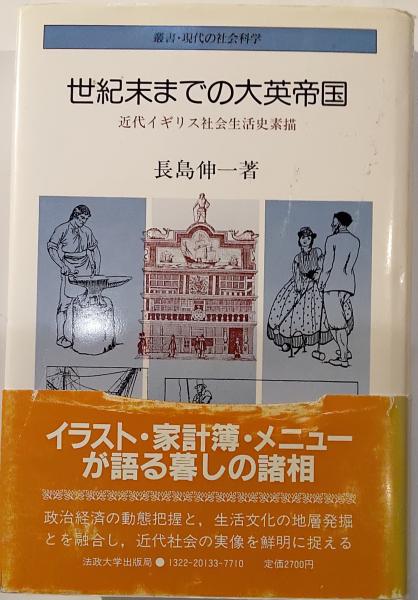 叢書・現代の社会科学
世紀末までの大英帝国
近代イギリス社会生活史素描
長島伸一著
イラスト・家計簿・メニュー
が語る暮しの諸相
政治経済の動態把握と，生活文化の地層発掘
とを融合し，近代社会の実像を鮮明に捉える
法政大学出版局●1322-20133-7710 定価2700円